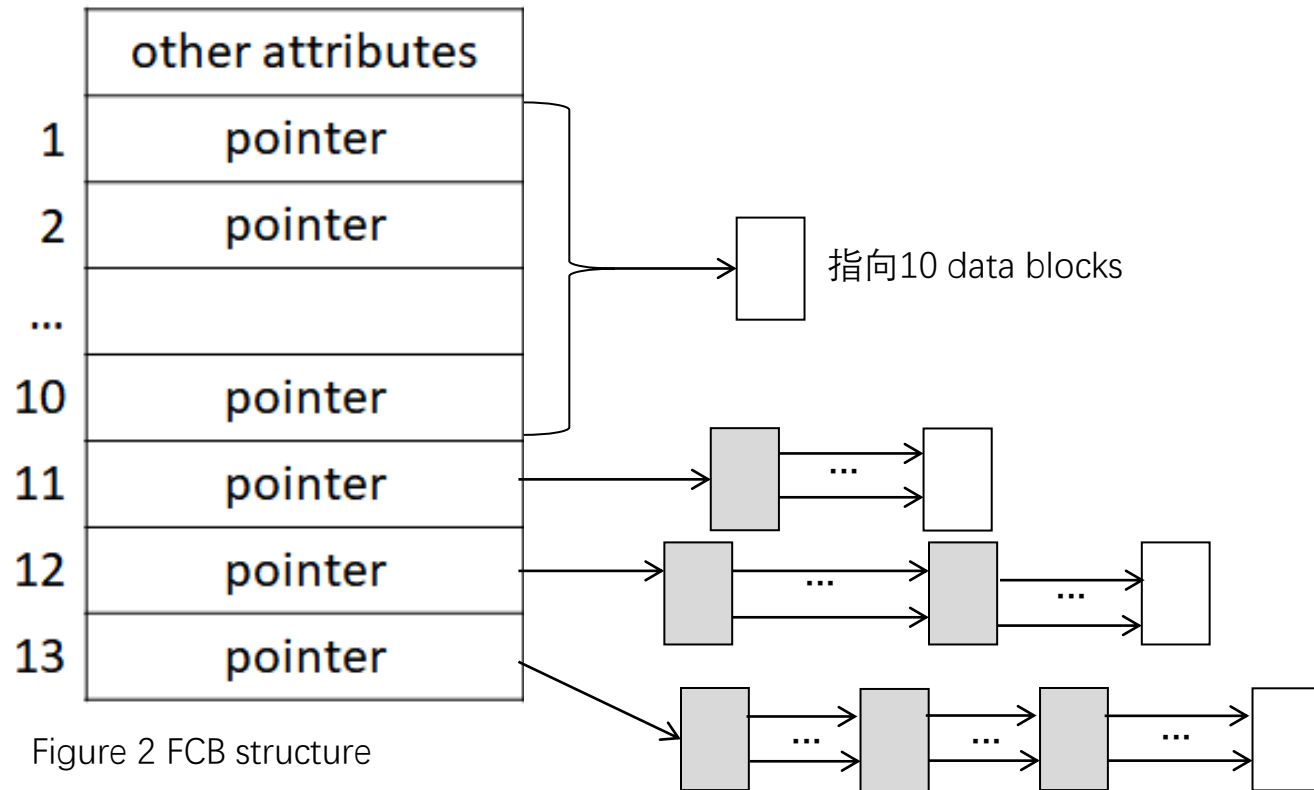 other attributes
1 pointer
2 pointer
...
10 pointer
指向10 data blocks
11 pointer
...
12 pointer
... ...
13 pointer
... ... ...
Figure 2 FCB structure